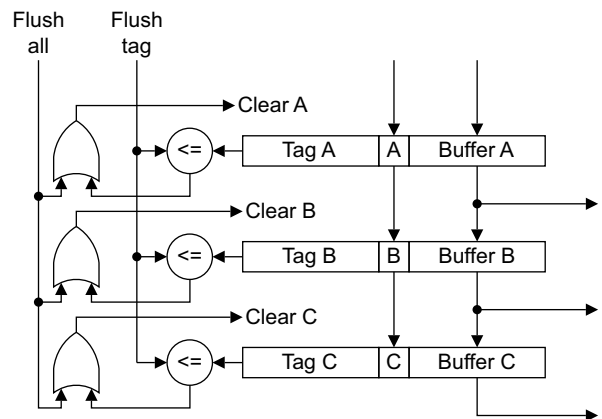 Flush all
Flush tag
Clear A
<=
Tag A
A
Buffer A
Clear B
<=
Tag B
B
Buffer B
Clear C
<=
Tag C
C
Buffer C